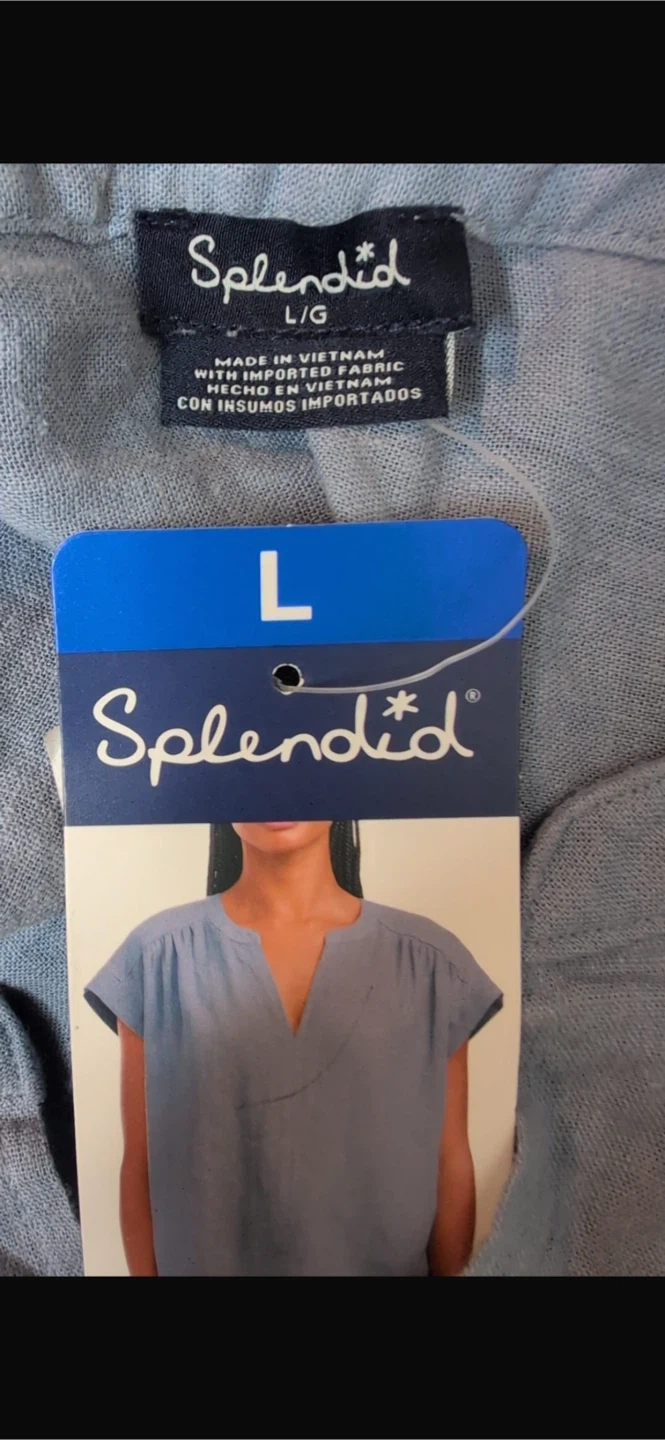 Splendid
L/G
MADE IN VIETNAM
WITH IMPORTED FABRIC
HECHO EN VIETNAM
CON INSUMOS IMPORTADOS
L
Splendid®